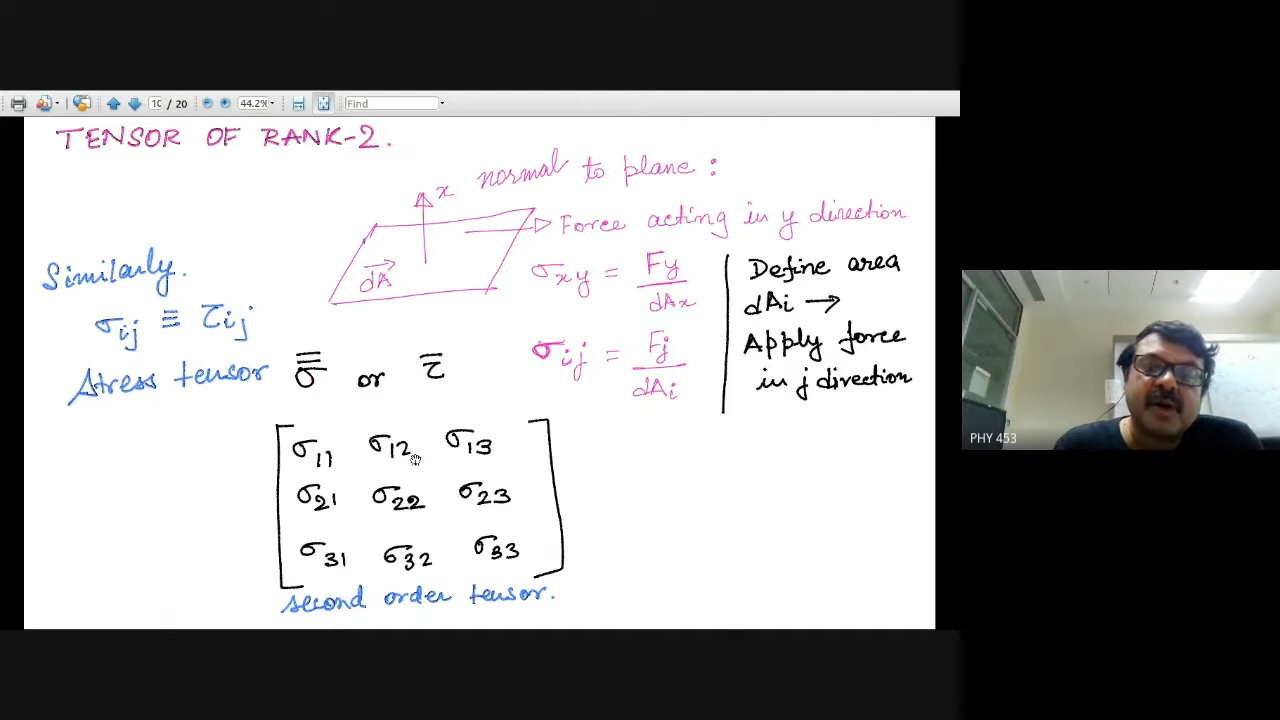 10 / 20 44.2% Find
TENSOR OF RANK-2.
x normal to plane :
Force acting in y direction
dA
σxy = Fy / dAx
σij = Fj / dAi
Define area
dAi →
Apply force
in j direction
Similarly.
σij ≡ τij
Stress tensor σ or τ
σ11 σ12 σ13
σ21 σ22 σ23
σ31 σ32 σ33
second order tensor.
PHY 453